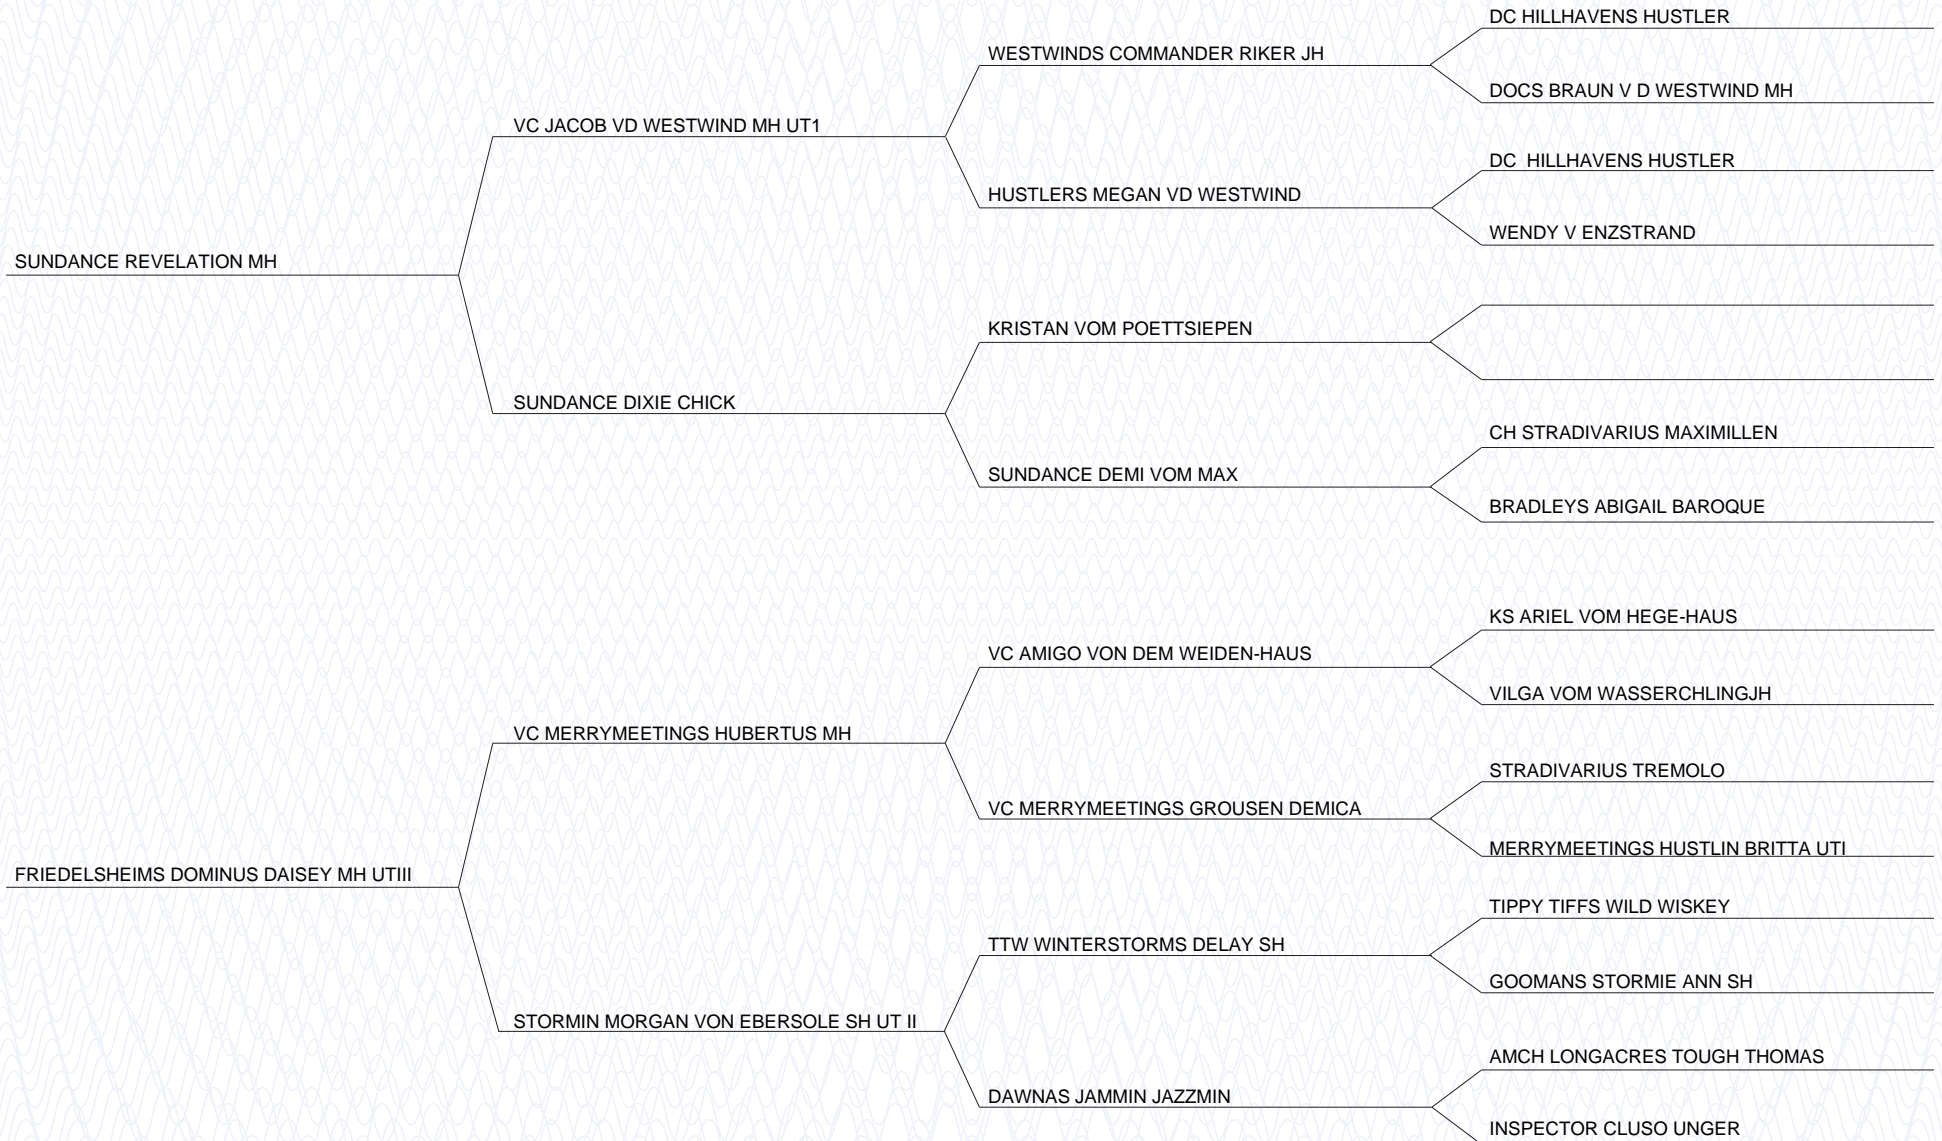 DC HILLHAVENS HUSTLER
WESTWINDS COMMANDER RIKER JH
DOCS BRAUN V D WESTWIND MH
VC JACOB VD WESTWIND MH UT1
DC  HILLHAVENS HUSTLER
HUSTLERS MEGAN VD WESTWIND
WENDY V ENZSTRAND
SUNDANCE REVELATION MH
KRISTAN VOM POETTSIEPEN
SUNDANCE DIXIE CHICK
CH STRADIVARIUS MAXIMILLEN
SUNDANCE DEMI VOM MAX
BRADLEYS ABIGAIL BAROQUE
KS ARIEL VOM HEGE-HAUS
VC AMIGO VON DEM WEIDEN-HAUS
VILGA VOM WASSERCHLINGJH
VC MERRYMEETINGS HUBERTUS MH
STRADIVARIUS TREMOLO
VC MERRYMEETINGS GROUSEN DEMICA
MERRYMEETINGS HUSTLIN BRITTA UTI
FRIEDELSHEIMS DOMINUS DAISEY MH UTIII
TIPPY TIFFS WILD WISKEY
TTW WINTERSTORMS DELAY SH
GOOMANS STORMIE ANN SH
STORMIN MORGAN VON EBERSOLE SH UT II
AMCH LONGACRES TOUGH THOMAS
DAWNAS JAMMIN JAZZMIN
INSPECTOR CLUSO UNGER